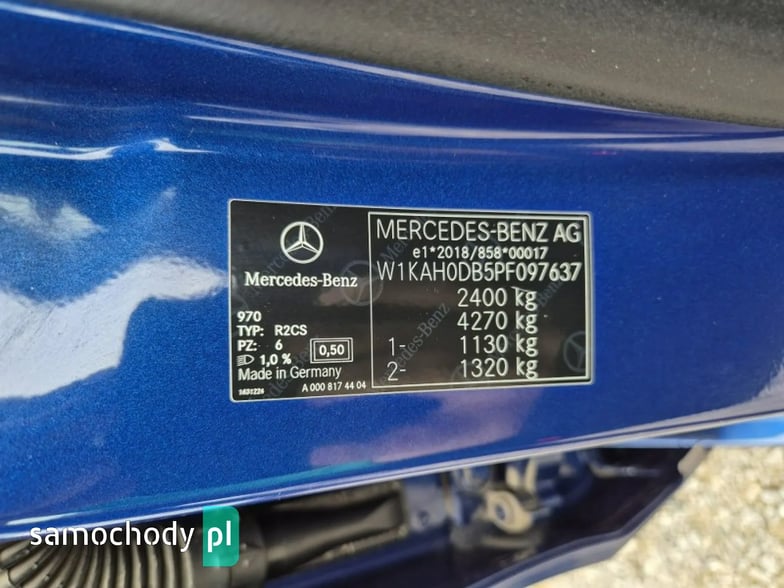 Mercedes-Benz
970
TYP: R2CS
PZ: 6
1,0 %
0,50
Made in Germany
A 000 817 44 04
MERCEDES-BENZ AG
e1*2018/858*00017
W1KAH0DB5PF097637
2400 kg
4270 kg
1- 1130 kg
2- 1320 kg
samochody pl